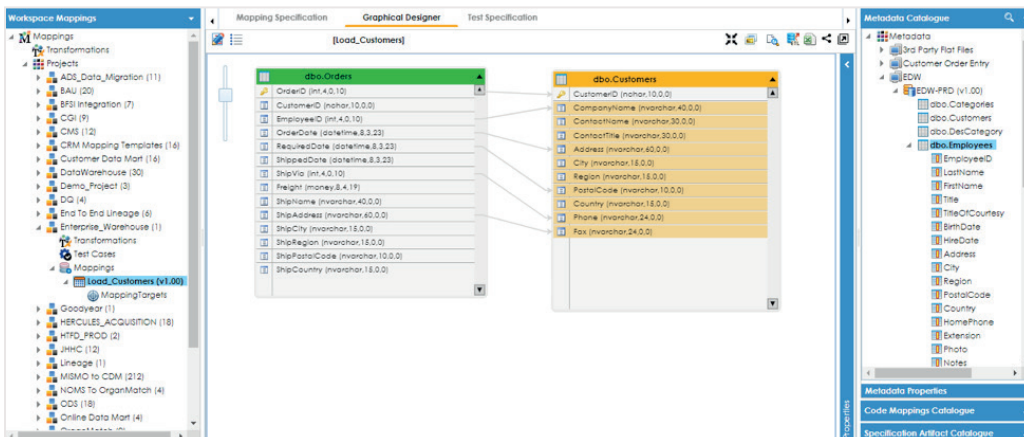 Workspace Mappings
Mappings
Transformations
Projects
ADS_Data_Migration (11)
BAU (20)
BFSI Integration (7)
CGI (9)
CMS (12)
CRM Mapping Templates (16)
Customer Data Mart (16)
DataWarehouse (30)
Demo_Project (3)
DQ (4)
End To End Lineage (6)
Enterprise_Warehouse (1)
Transformations
Test Cases
Mappings
Load_Customers (v1.00)
MappingTargets
Goodyear (1)
HERCULES_ACQUISITION (18)
HTFD_PROD (2)
JHHC (12)
Lineage (1)
MISMO to CDM (212)
NOMS To OrganMatch (4)
ODS (18)
Online Data Mart (4)
Mapping Specification
Graphical Designer
Test Specification
[Load_Customers]
dbo.Orders
OrderID (int,4,0,10)
CustomerID (nchar,10,0,0)
EmployeeID (int,4,0,10)
OrderDate (datetime,8,3,23)
RequiredDate (datetime,8,3,23)
ShippedDate (datetime,8,3,23)
ShipVia (int,4,0,10)
Freight (money,8,4,19)
ShipName (nvarchar,40,0,0)
ShipAddress (nvarchar,60,0,0)
ShipCity (nvarchar,15,0,0)
ShipRegion (nvarchar,15,0,0)
ShipPostalCode (nvarchar,10,0,0)
ShipCountry (nvarchar,15,0,0)
dbo.Customers
CustomerID (nchar,10,0,0)
CompanyName (nvarchar,40,0,0)
ContactName (nvarchar,30,0,0)
ContactTitle (nvarchar,30,0,0)
Address (nvarchar,60,0,0)
City (nvarchar,15,0,0)
Region (nvarchar,15,0,0)
PostalCode (nvarchar,10,0,0)
Country (nvarchar,15,0,0)
Phone (nvarchar,24,0,0)
Fax (nvarchar,24,0,0)
Properties
Metadata Catalogue
Metadata
3rd Party Flat Files
Customer Order Entry
EDW
EDW-PRD (v1.00)
dbo.Categories
dbo.Customers
dbo.DesCategory
dbo.Employees
EmployeeID
LastName
FirstName
Title
TitleOfCourtesy
BirthDate
HireDate
Address
City
Region
PostalCode
Country
HomePhone
Extension
Photo
Notes
Metadata Properties
Code Mappings Catalogue
Specification Artifact Catalogue